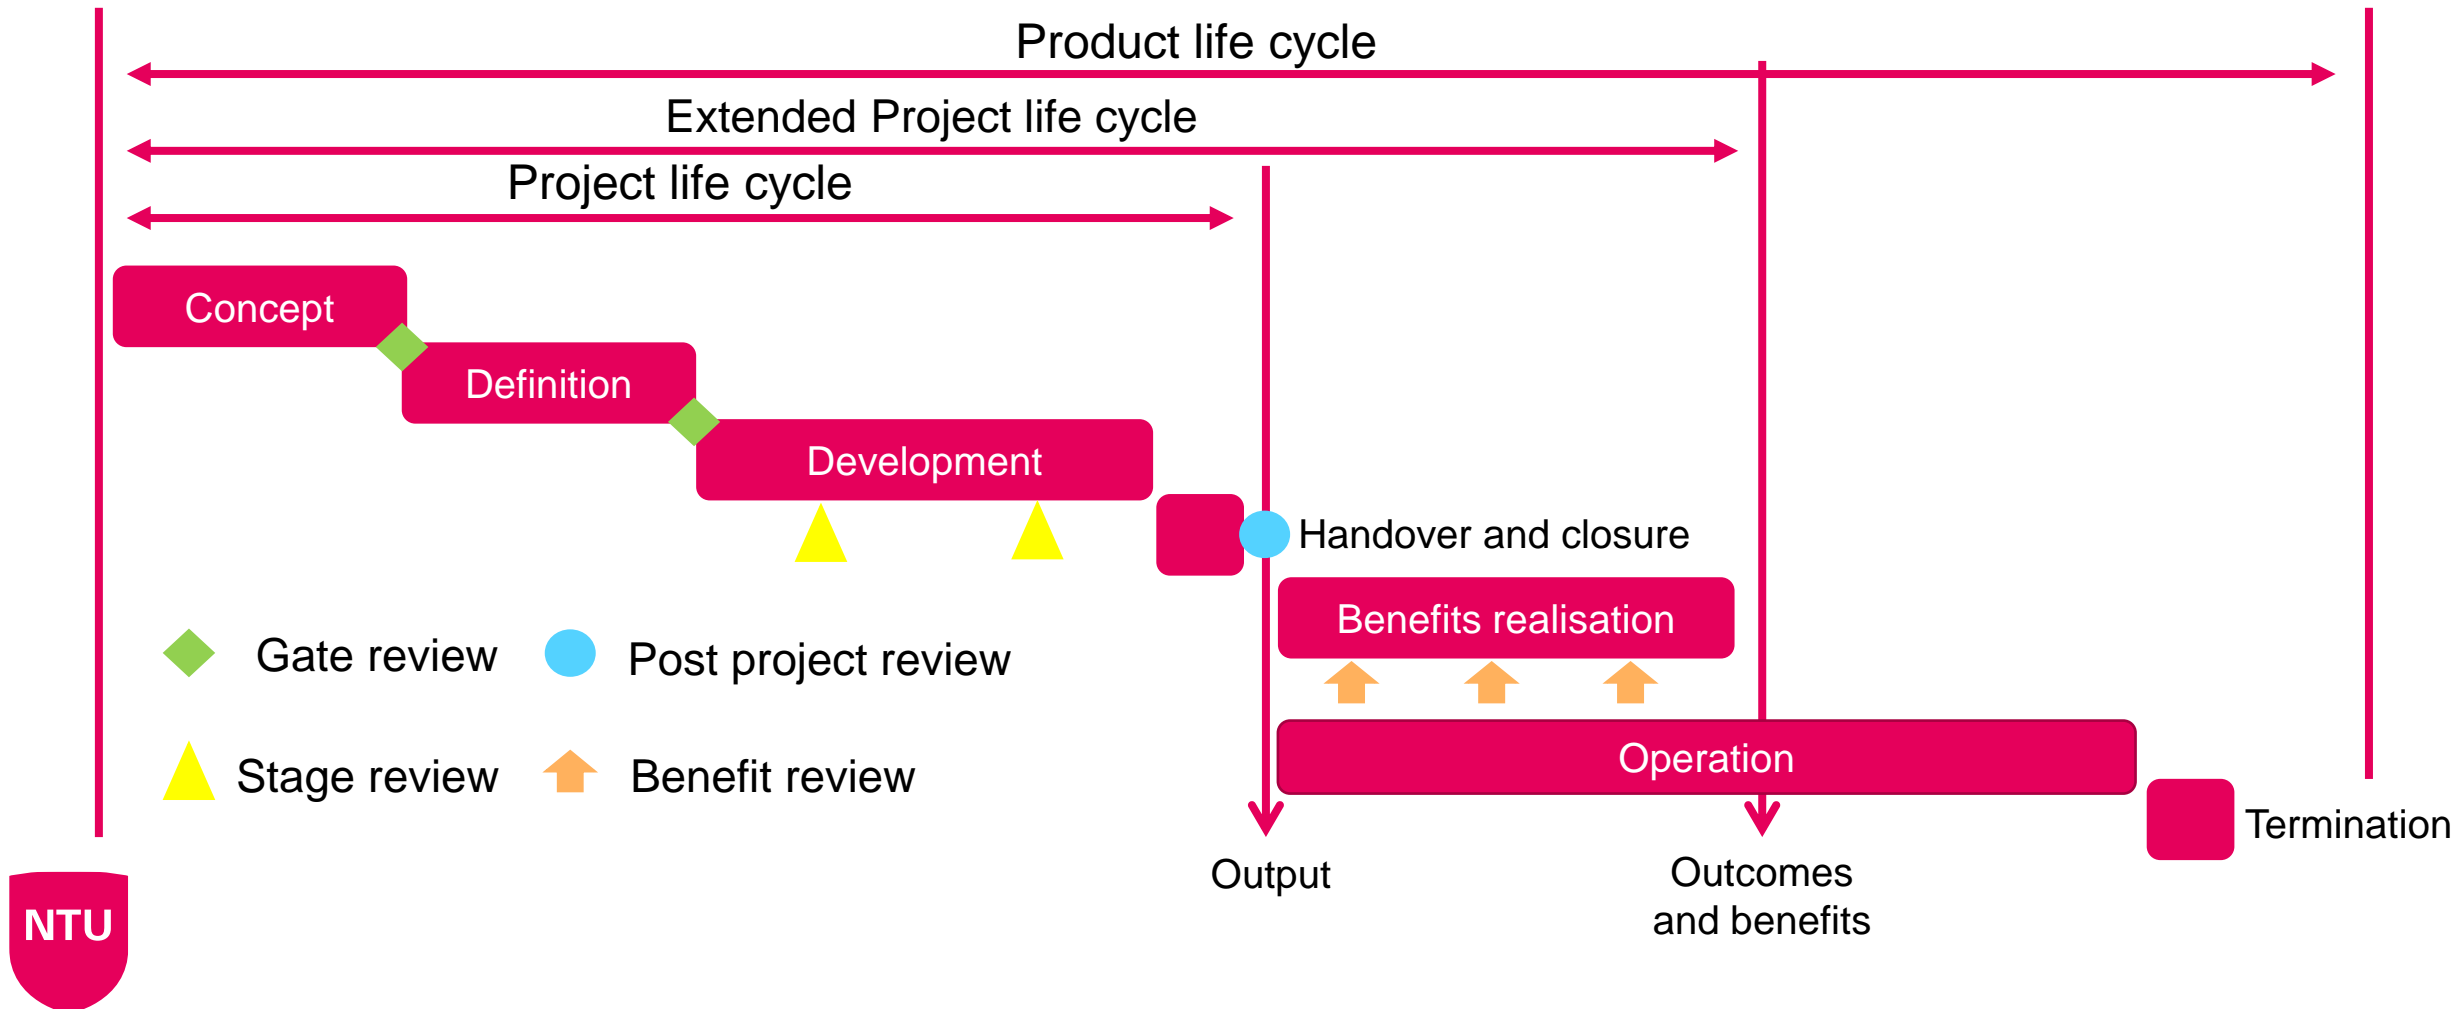 Product life cycle
Extended Project life cycle
Project life cycle
Concept
Definition
Development
Handover and closure
Benefits realisation
Gate review
Post project review
Stage review
Benefit review
Operation
Termination
Output
Outcomes
and benefits
NTU